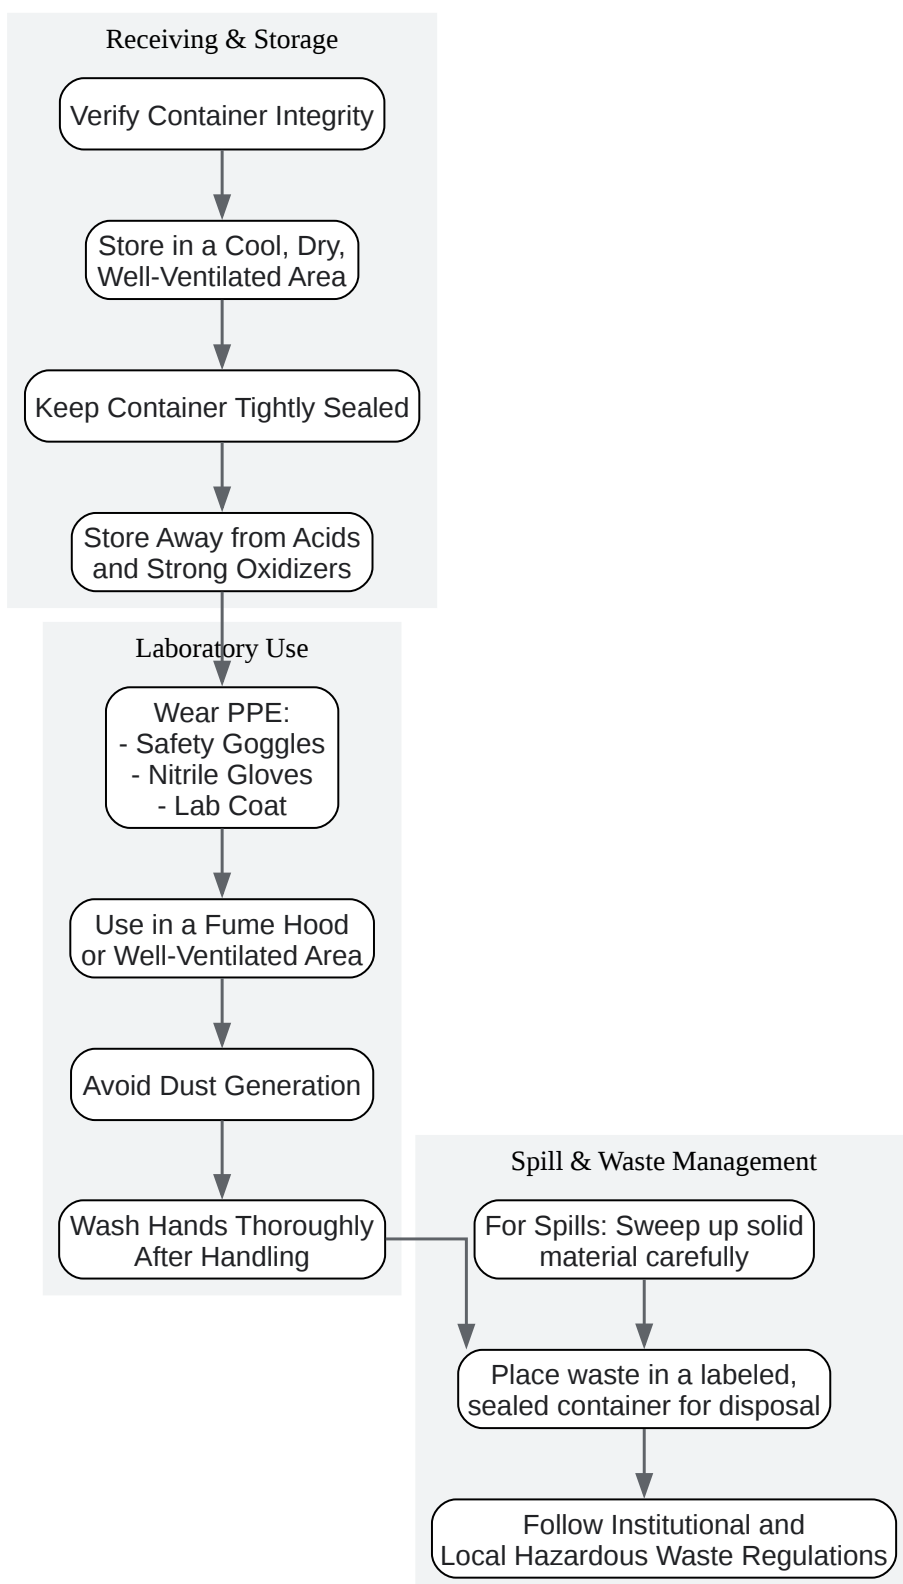 Receiving & Storage
Verify Container Integrity
Store in a Cool, Dry,
Well-Ventilated Area
Keep Container Tightly Sealed
Store Away from Acids
and Strong Oxidizers
Laboratory Use
Wear PPE:
- Safety Goggles
- Nitrile Gloves
- Lab Coat
Use in a Fume Hood
or Well-Ventilated Area
Avoid Dust Generation
Wash Hands Thoroughly
After Handling
Spill & Waste Management
For Spills: Sweep up solid
material carefully
Place waste in a labeled,
sealed container for disposal
Follow Institutional and
Local Hazardous Waste Regulations